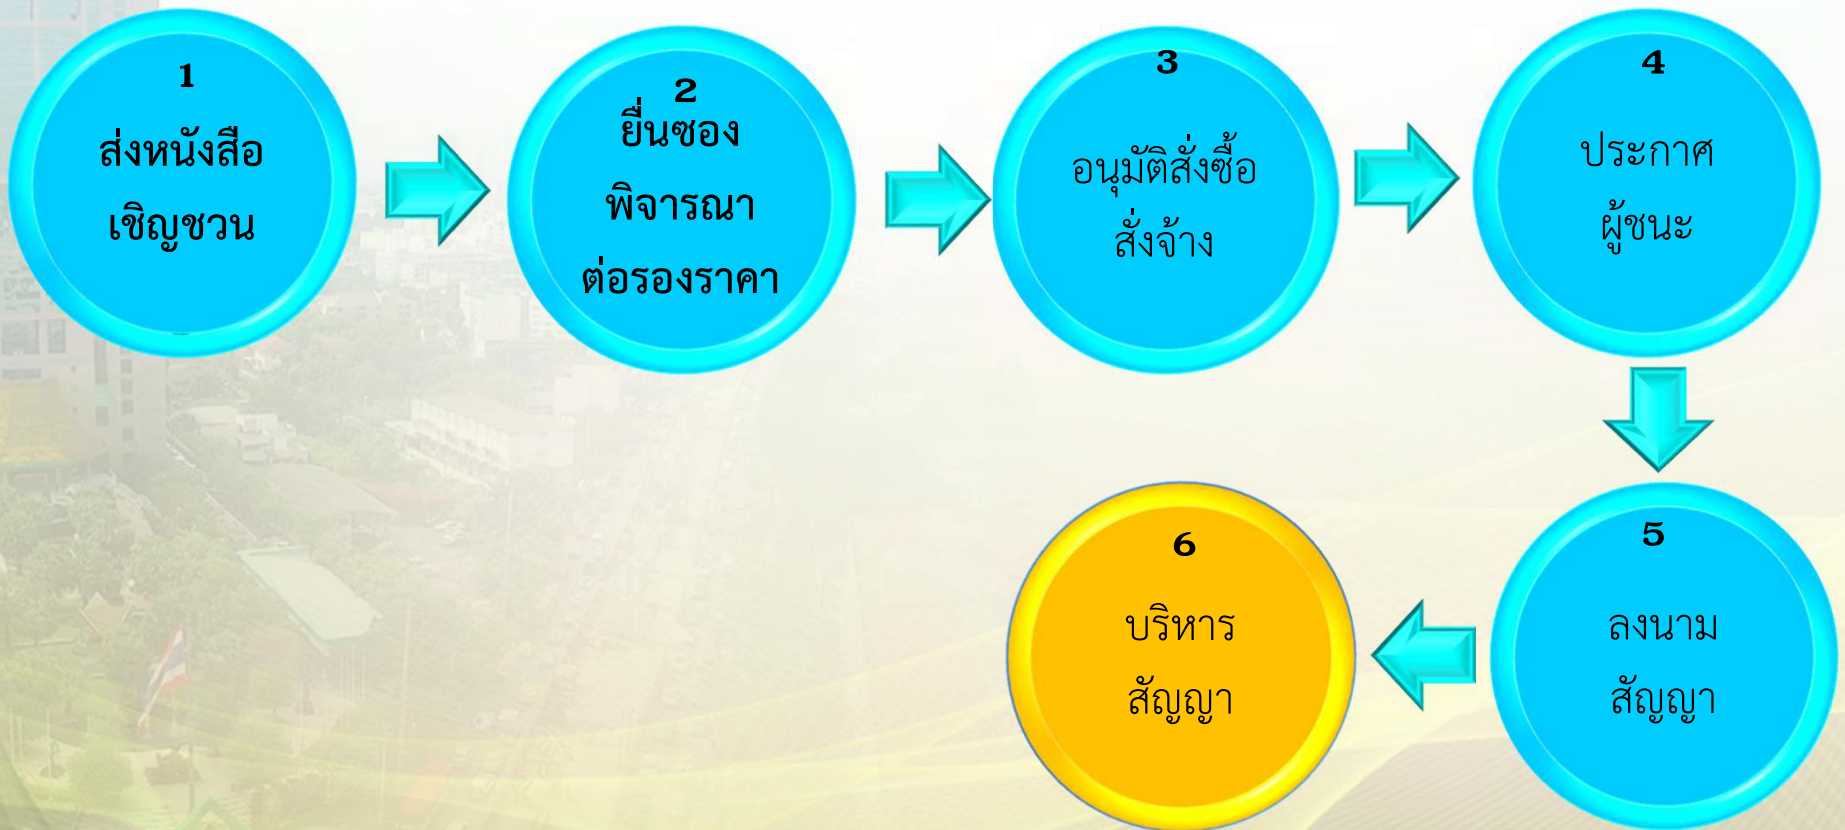 1
ส่งหนังสือ
เชิญชวน
2
ยื่นซอง
พิจารณา
ต่อรองราคา
3
อนุมัติสั่งซื้อ
สั่งจ้าง
4
ประกาศ
ผู้ชนะ
5
ลงนาม
สัญญา
6
บริหาร
สัญญา